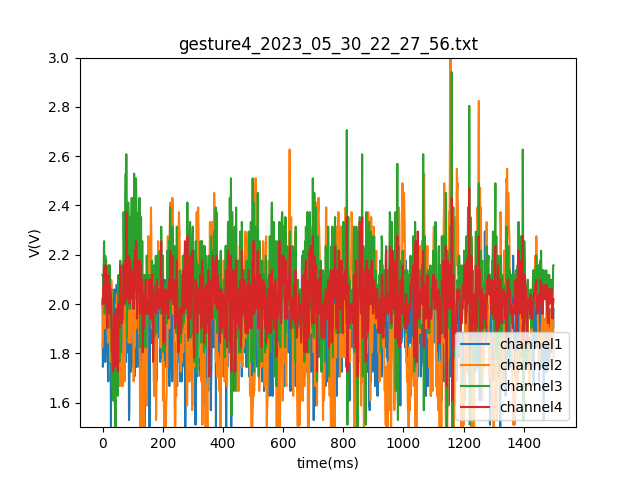 gesture4_2023_05_30_22_27_56.txt
3.0
2.8
2.6
2.4
2.2
2.0
1.8
1.6
V(V)
channel1
channel2
channel3
channel4
0 200 400 600 800 1000 1200 1400
time(ms)